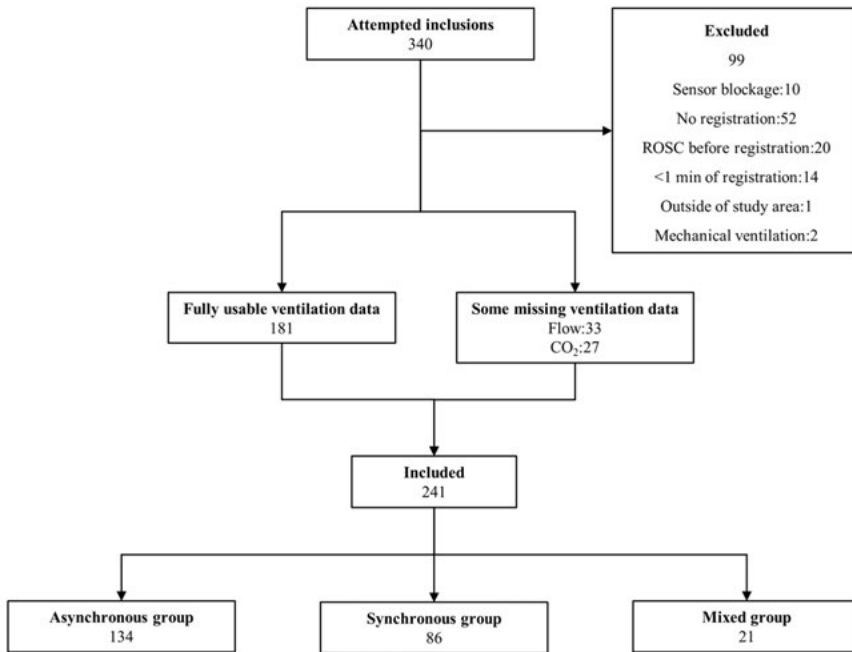 Attempted inclusions
340
Excluded
99
Sensor blockage:10
No registration:52
ROSC before registration:20
<1 min of registration:14
Outside of study area:1
Mechanical ventilation:2
Fully usable ventilation data
181
Some missing ventilation data
Flow:33
CO₂:27
Included
241
Asynchronous group
134
Synchronous group
86
Mixed group
21